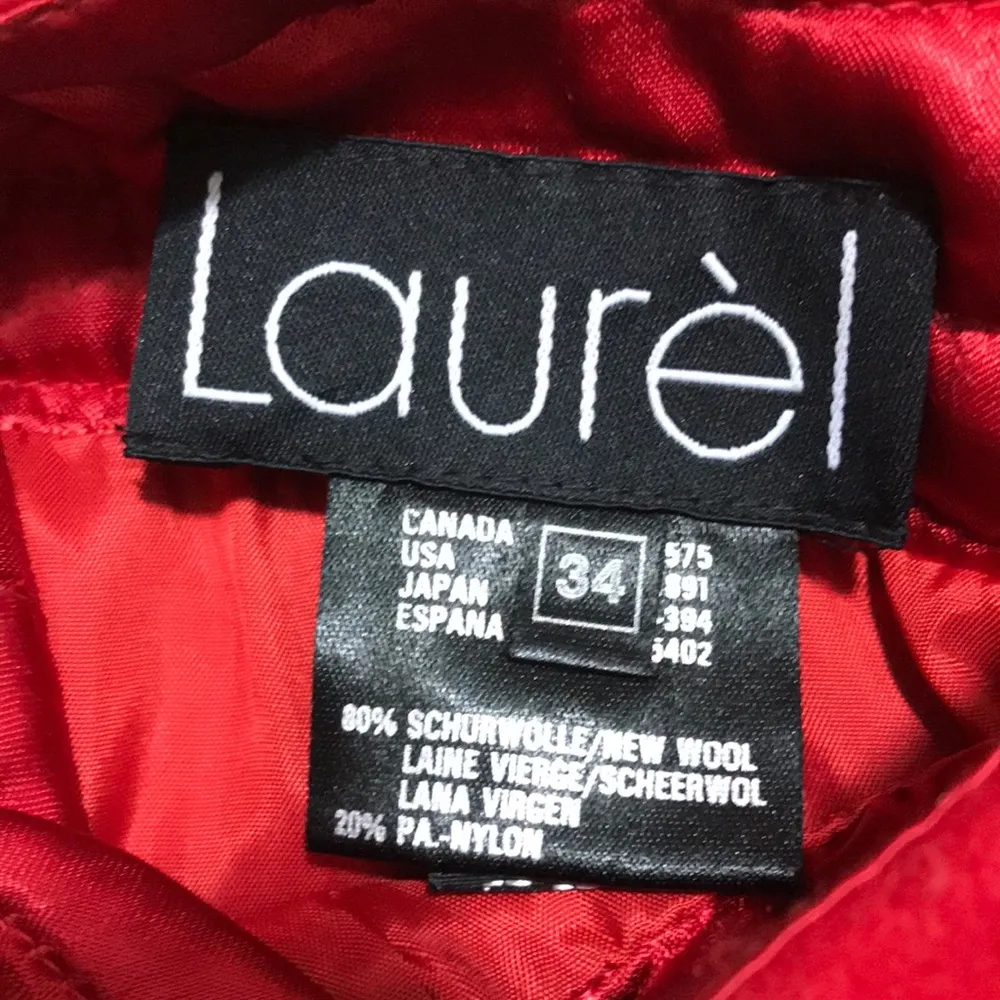 Laurèl
CANADA 575
USA 34 891
JAPAN -394
ESPANA 5402
80% SCHURWOLLE/NEW WOOL
LAINE VIERGE/SCHEERWOL
LANA VIRGEN
20% PA.-NYLON